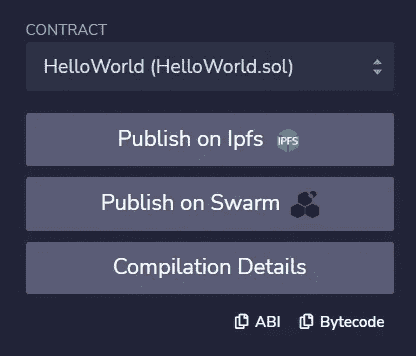 CONTRACT
HelloWorld (HelloWorld.sol)
Publish on Ipfs IPFS
Publish on Swarm
Compilation Details
ABI Bytecode